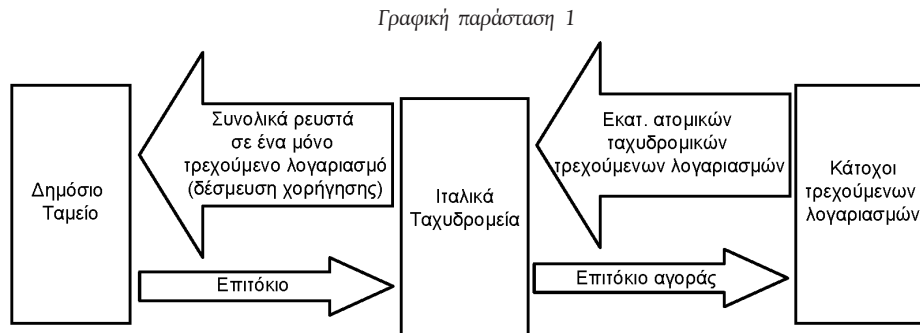 Γραφική παράσταση 1
Δημόσιο
Ταμείο
Συνολικά ρευστά
σε ένα μόνο
τρεχούμενο λογαριασμό
(δέσμευση χορήγησης)
Επιτόκιο
Ιταλικά
Ταχυδρομεία
Εκατ. ατομικών
ταχυδρομικών
τρεχούμενων λογαριασμών
Επιτόκιο αγοράς
Κάτοχοι
τρεχούμενων
λογαριασμών